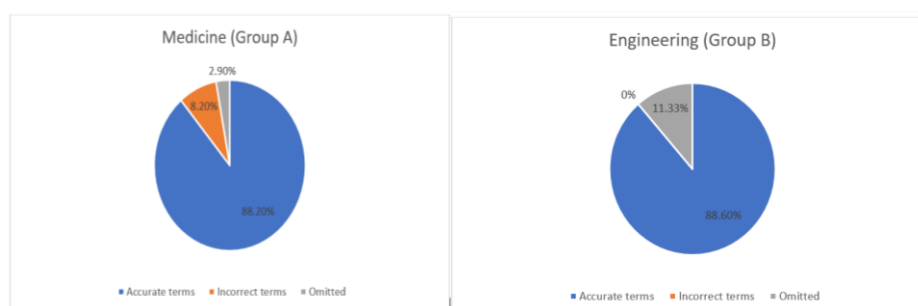 Medicine (Group A)
2.90%
8.20%
88.20%
Accurate terms Incorrect terms Omitted
Engineering (Group B)
0%
11.33%
88.60%
Accurate terms Incorrect terms Omitted